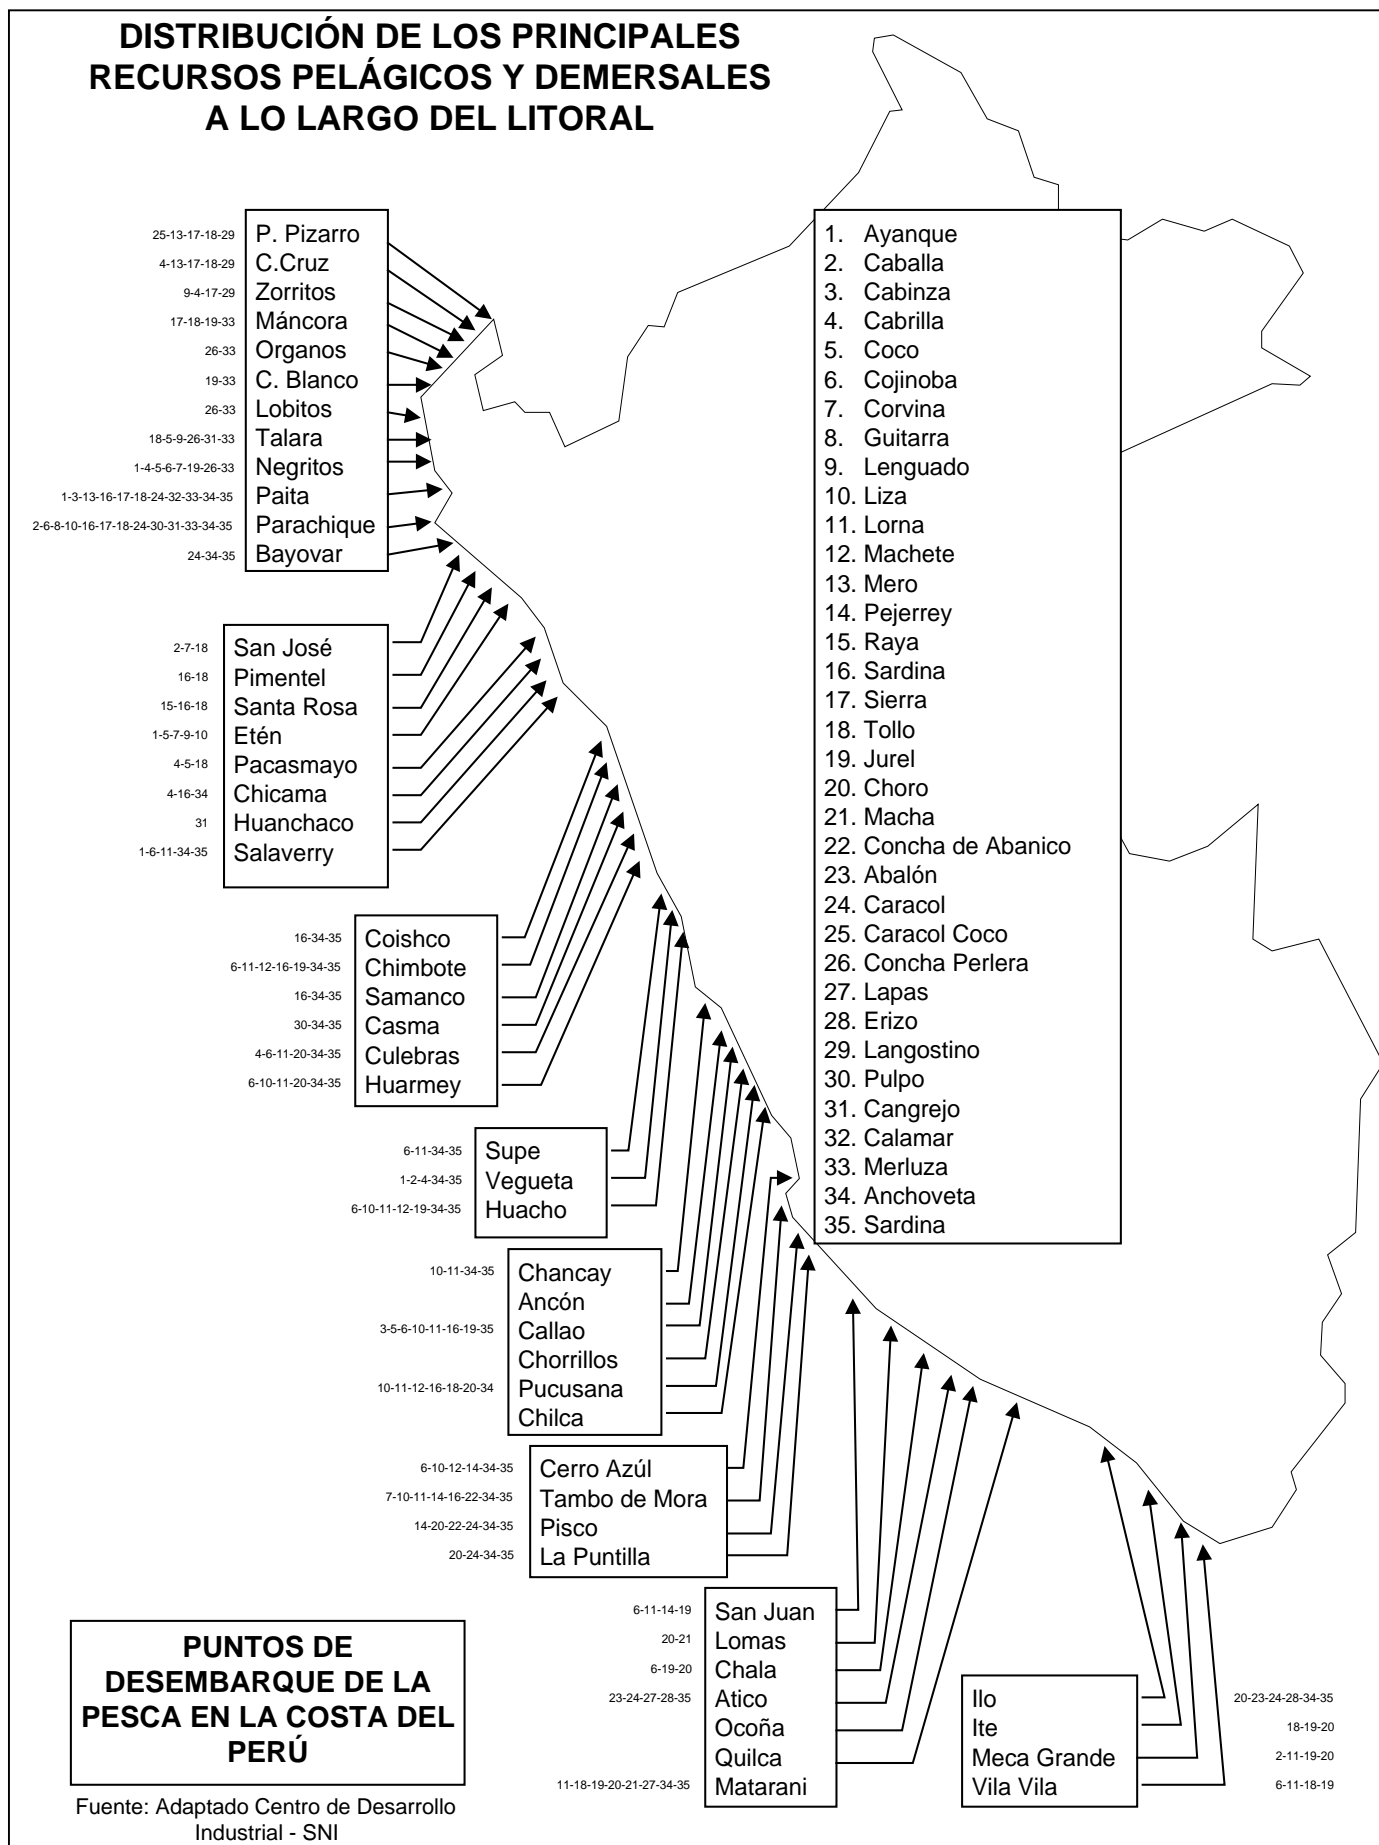 DISTRIBUCIÓN DE LOS PRINCIPALES
RECURSOS PELÁGICOS Y DEMERSALES
A LO LARGO DEL LITORAL
25-13-17-18-29 P. Pizarro
4-13-17-18-29 C.Cruz
9-4-17-29 Zorritos
17-18-19-33 Máncora
26-33 Organos
19-33 C. Blanco
26-33 Lobitos
18-5-9-26-31-33 Talara
1-4-5-6-7-19-26-33 Negritos
1-3-13-16-17-18-24-32-33-34-35 Paita
2-6-8-10-16-17-18-24-30-31-33-34-35 Parachique
24-34-35 Bayovar
2-7-18 San José
16-18 Pimentel
15-16-18 Santa Rosa
1-5-7-9-10 Etén
4-5-18 Pacasmayo
4-16-34 Chicama
31 Huanchaco
1-6-11-34-35 Salaverry
16-34-35 Coishco
6-11-12-16-19-34-35 Chimbote
16-34-35 Samanco
30-34-35 Casma
4-6-11-20-34-35 Culebras
6-10-11-20-34-35 Huarmey
6-11-34-35 Supe
1-2-4-34-35 Vegueta
6-10-11-12-19-34-35 Huacho
10-11-34-35 Chancay
Ancón
3-5-6-10-11-16-19-35 Callao
Chorrillos
10-11-12-16-18-20-34 Pucusana
Chilca
6-10-12-14-34-35 Cerro Azúl
7-10-11-14-16-22-34-35 Tambo de Mora
14-20-22-24-34-35 Pisco
20-24-34-35 La Puntilla
6-11-14-19 San Juan
20-21 Lomas
6-19-20 Chala
23-24-27-28-35 Atico
Ocoña
Quilca
11-18-19-20-21-27-34-35 Matarani
Ilo 20-23-24-28-34-35
Ite 18-19-20
Meca Grande 2-11-19-20
Vila Vila 6-11-18-19
1. Ayanque
2. Caballa
3. Cabinza
4. Cabrilla
5. Coco
6. Cojinoba
7. Corvina
8. Guitarra
9. Lenguado
10. Liza
11. Lorna
12. Machete
13. Mero
14. Pejerrey
15. Raya
16. Sardina
17. Sierra
18. Tollo
19. Jurel
20. Choro
21. Macha
22. Concha de Abanico
23. Abalón
24. Caracol
25. Caracol Coco
26. Concha Perlera
27. Lapas
28. Erizo
29. Langostino
30. Pulpo
31. Cangrejo
32. Calamar
33. Merluza
34. Anchoveta
35. Sardina
PUNTOS DE
DESEMBARQUE DE LA
PESCA EN LA COSTA DEL
PERÚ
Fuente: Adaptado Centro de Desarrollo
Industrial - SNI